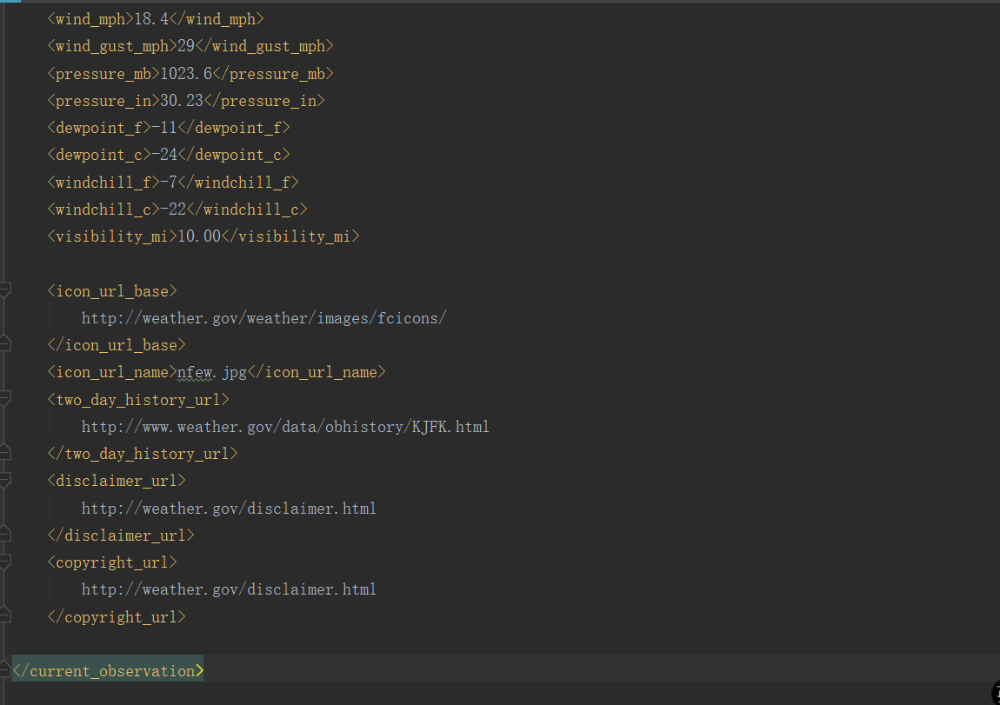 <wind_mph>18.4</wind_mph>
<wind_gust_mph>29</wind_gust_mph>
<pressure_mb>1023.6</pressure_mb>
<pressure_in>30.23</pressure_in>
<dewpoint_f>-11</dewpoint_f>
<dewpoint_c>-24</dewpoint_c>
<windchill_f>-7</windchill_f>
<windchill_c>-22</windchill_c>
<visibility_mi>10.00</visibility_mi>
<icon_url_base>
http://weather.gov/weather/images/fcicons/
</icon_url_base>
<icon_url_name>nfew.jpg</icon_url_name>
<two_day_history_url>
http://www.weather.gov/data/obhistory/KJFK.html
</two_day_history_url>
<disclaimer_url>
http://weather.gov/disclaimer.html
</disclaimer_url>
<copyright_url>
http://weather.gov/disclaimer.html
</copyright_url>
</current_observation>